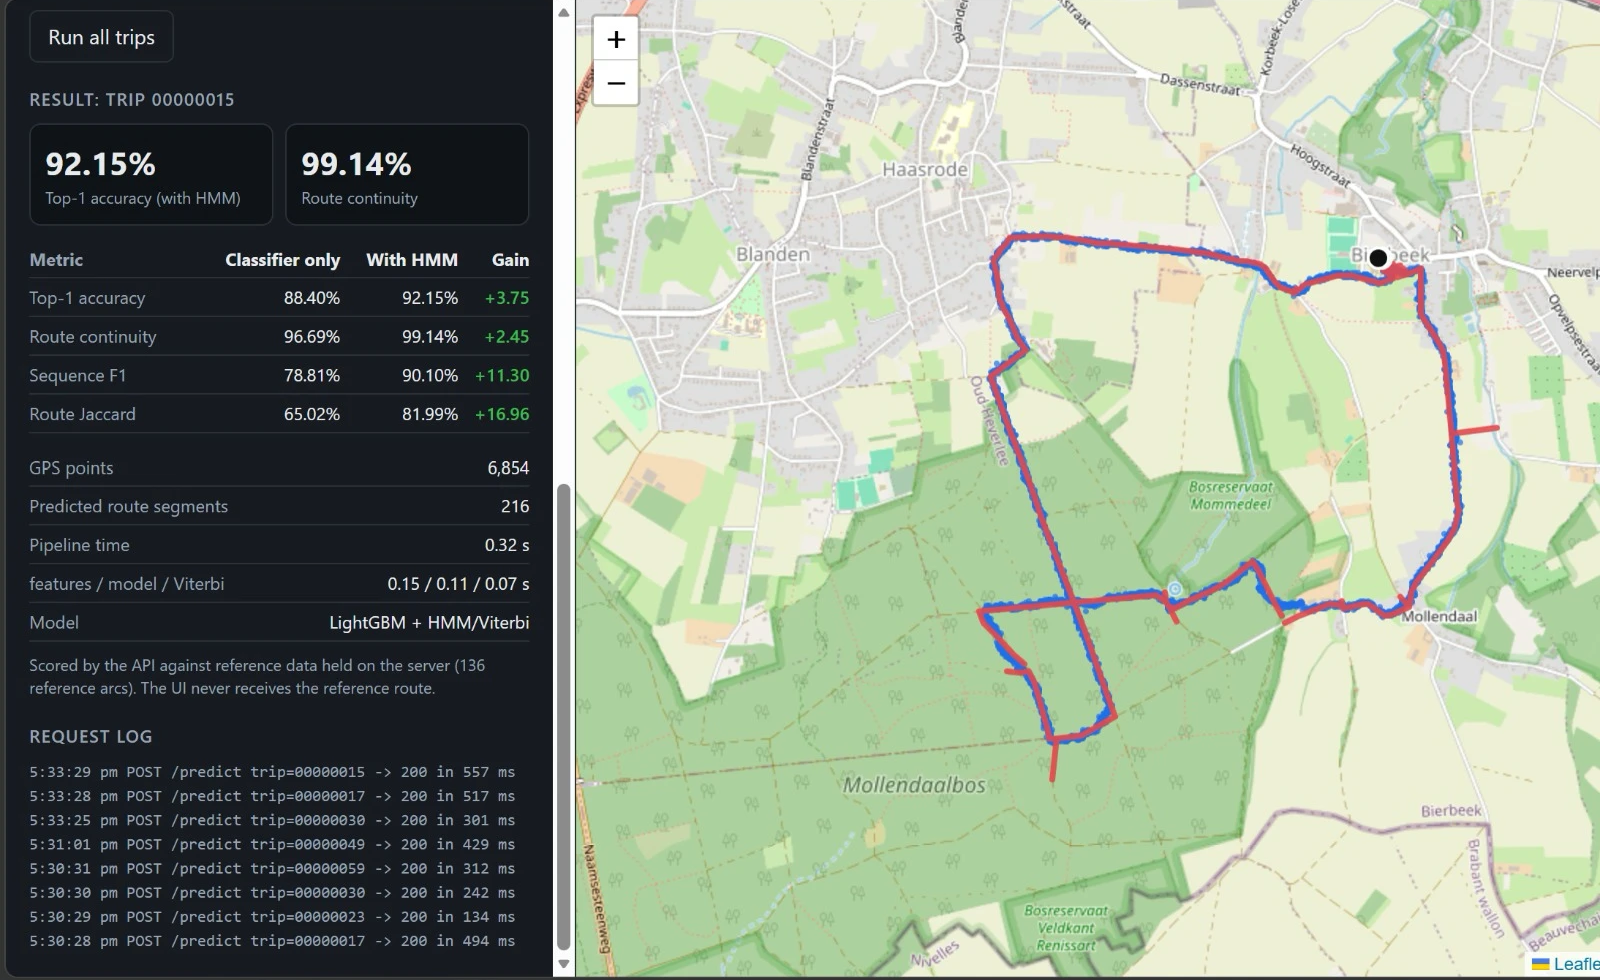 Run all trips
RESULT: TRIP 00000015
92.15%
Top-1 accuracy (with HMM)
99.14%
Route continuity
Metric Classifier only With HMM Gain
Top-1 accuracy 88.40% 92.15% +3.75
Route continuity 96.69% 99.14% +2.45
Sequence F1 78.81% 90.10% +11.30
Route Jaccard 65.02% 81.99% +16.96
GPS points 6,854
Predicted route segments 216
Pipeline time 0.32 s
features / model / Viterbi 0.15 / 0.11 / 0.07 s
Model LightGBM + HMM/Viterbi
Scored by the API against reference data held on the server (136
reference arcs). The UI never receives the reference route.
REQUEST LOG
5:33:29 pm POST /predict trip=00000015 -> 200 in 557 ms
5:33:28 pm POST /predict trip=00000017 -> 200 in 517 ms
5:33:25 pm POST /predict trip=00000030 -> 200 in 301 ms
5:31:01 pm POST /predict trip=00000049 -> 200 in 429 ms
5:30:31 pm POST /predict trip=00000059 -> 200 in 312 ms
5:30:30 pm POST /predict trip=00000030 -> 200 in 242 ms
5:30:29 pm POST /predict trip=00000023 -> 200 in 134 ms
5:30:28 pm POST /predict trip=00000017 -> 200 in 494 ms
+
−
Dassenstraat
Hoogstraat
Blandenstraat
Haasrode
Blanden
Oud-Heverlee
Bosreservaat
Mommedeel
Mollendaal
Mollendaalbos
Bierbeek
Brabant wallon
Naamsesteenweg
Nivelles
Bosreservaat
Veldkant
Renissart